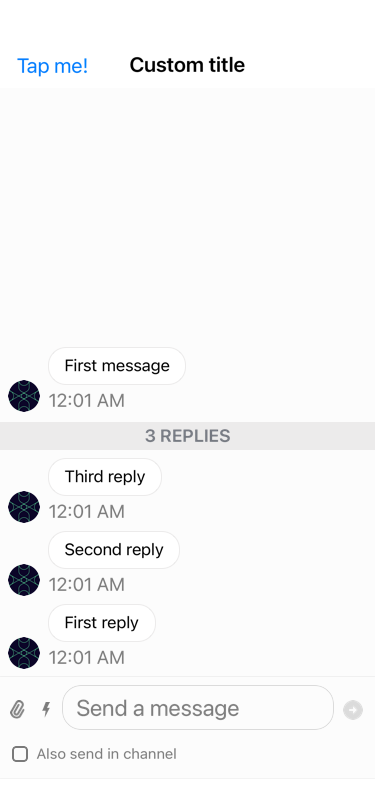 Tap me! Custom title
First message
12:01 AM
3 REPLIES
Third reply
12:01 AM
Second reply
12:01 AM
First reply
12:01 AM
Send a message
Also send in channel